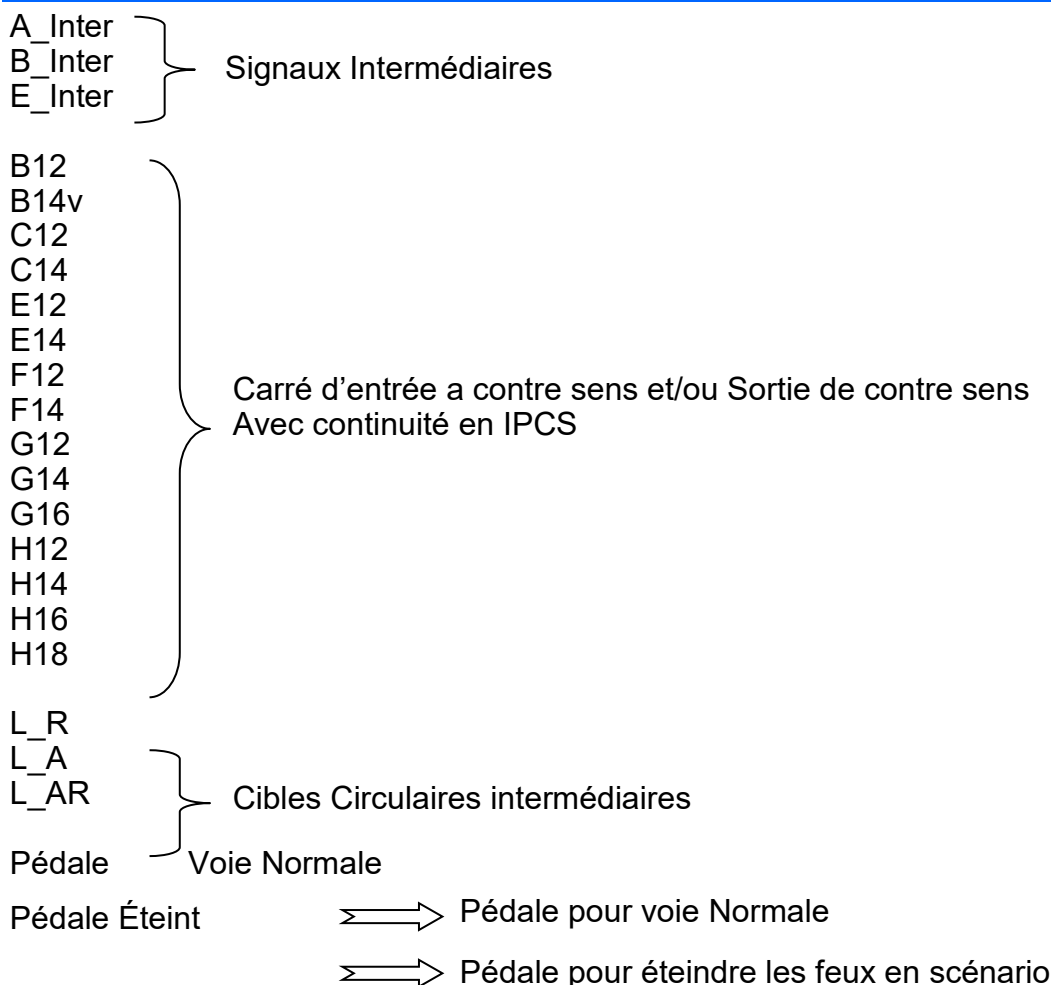 A_Inter
B_Inter
E_Inter
Signaux Intermédiaires
B12
B14v
C12
C14
E12
E14
F12
F14
G12
G14
G16
H12
H14
H16
H18
Carré d'entrée a contre sens et/ou Sortie de contre sens
Avec continuité en IPCS
L_R
L_A
L_AR
Cibles Circulaires intermédiaires
Pédale Voie Normale
Pédale Éteint
Pédale pour voie Normale
Pédale pour éteindre les feux en scénario